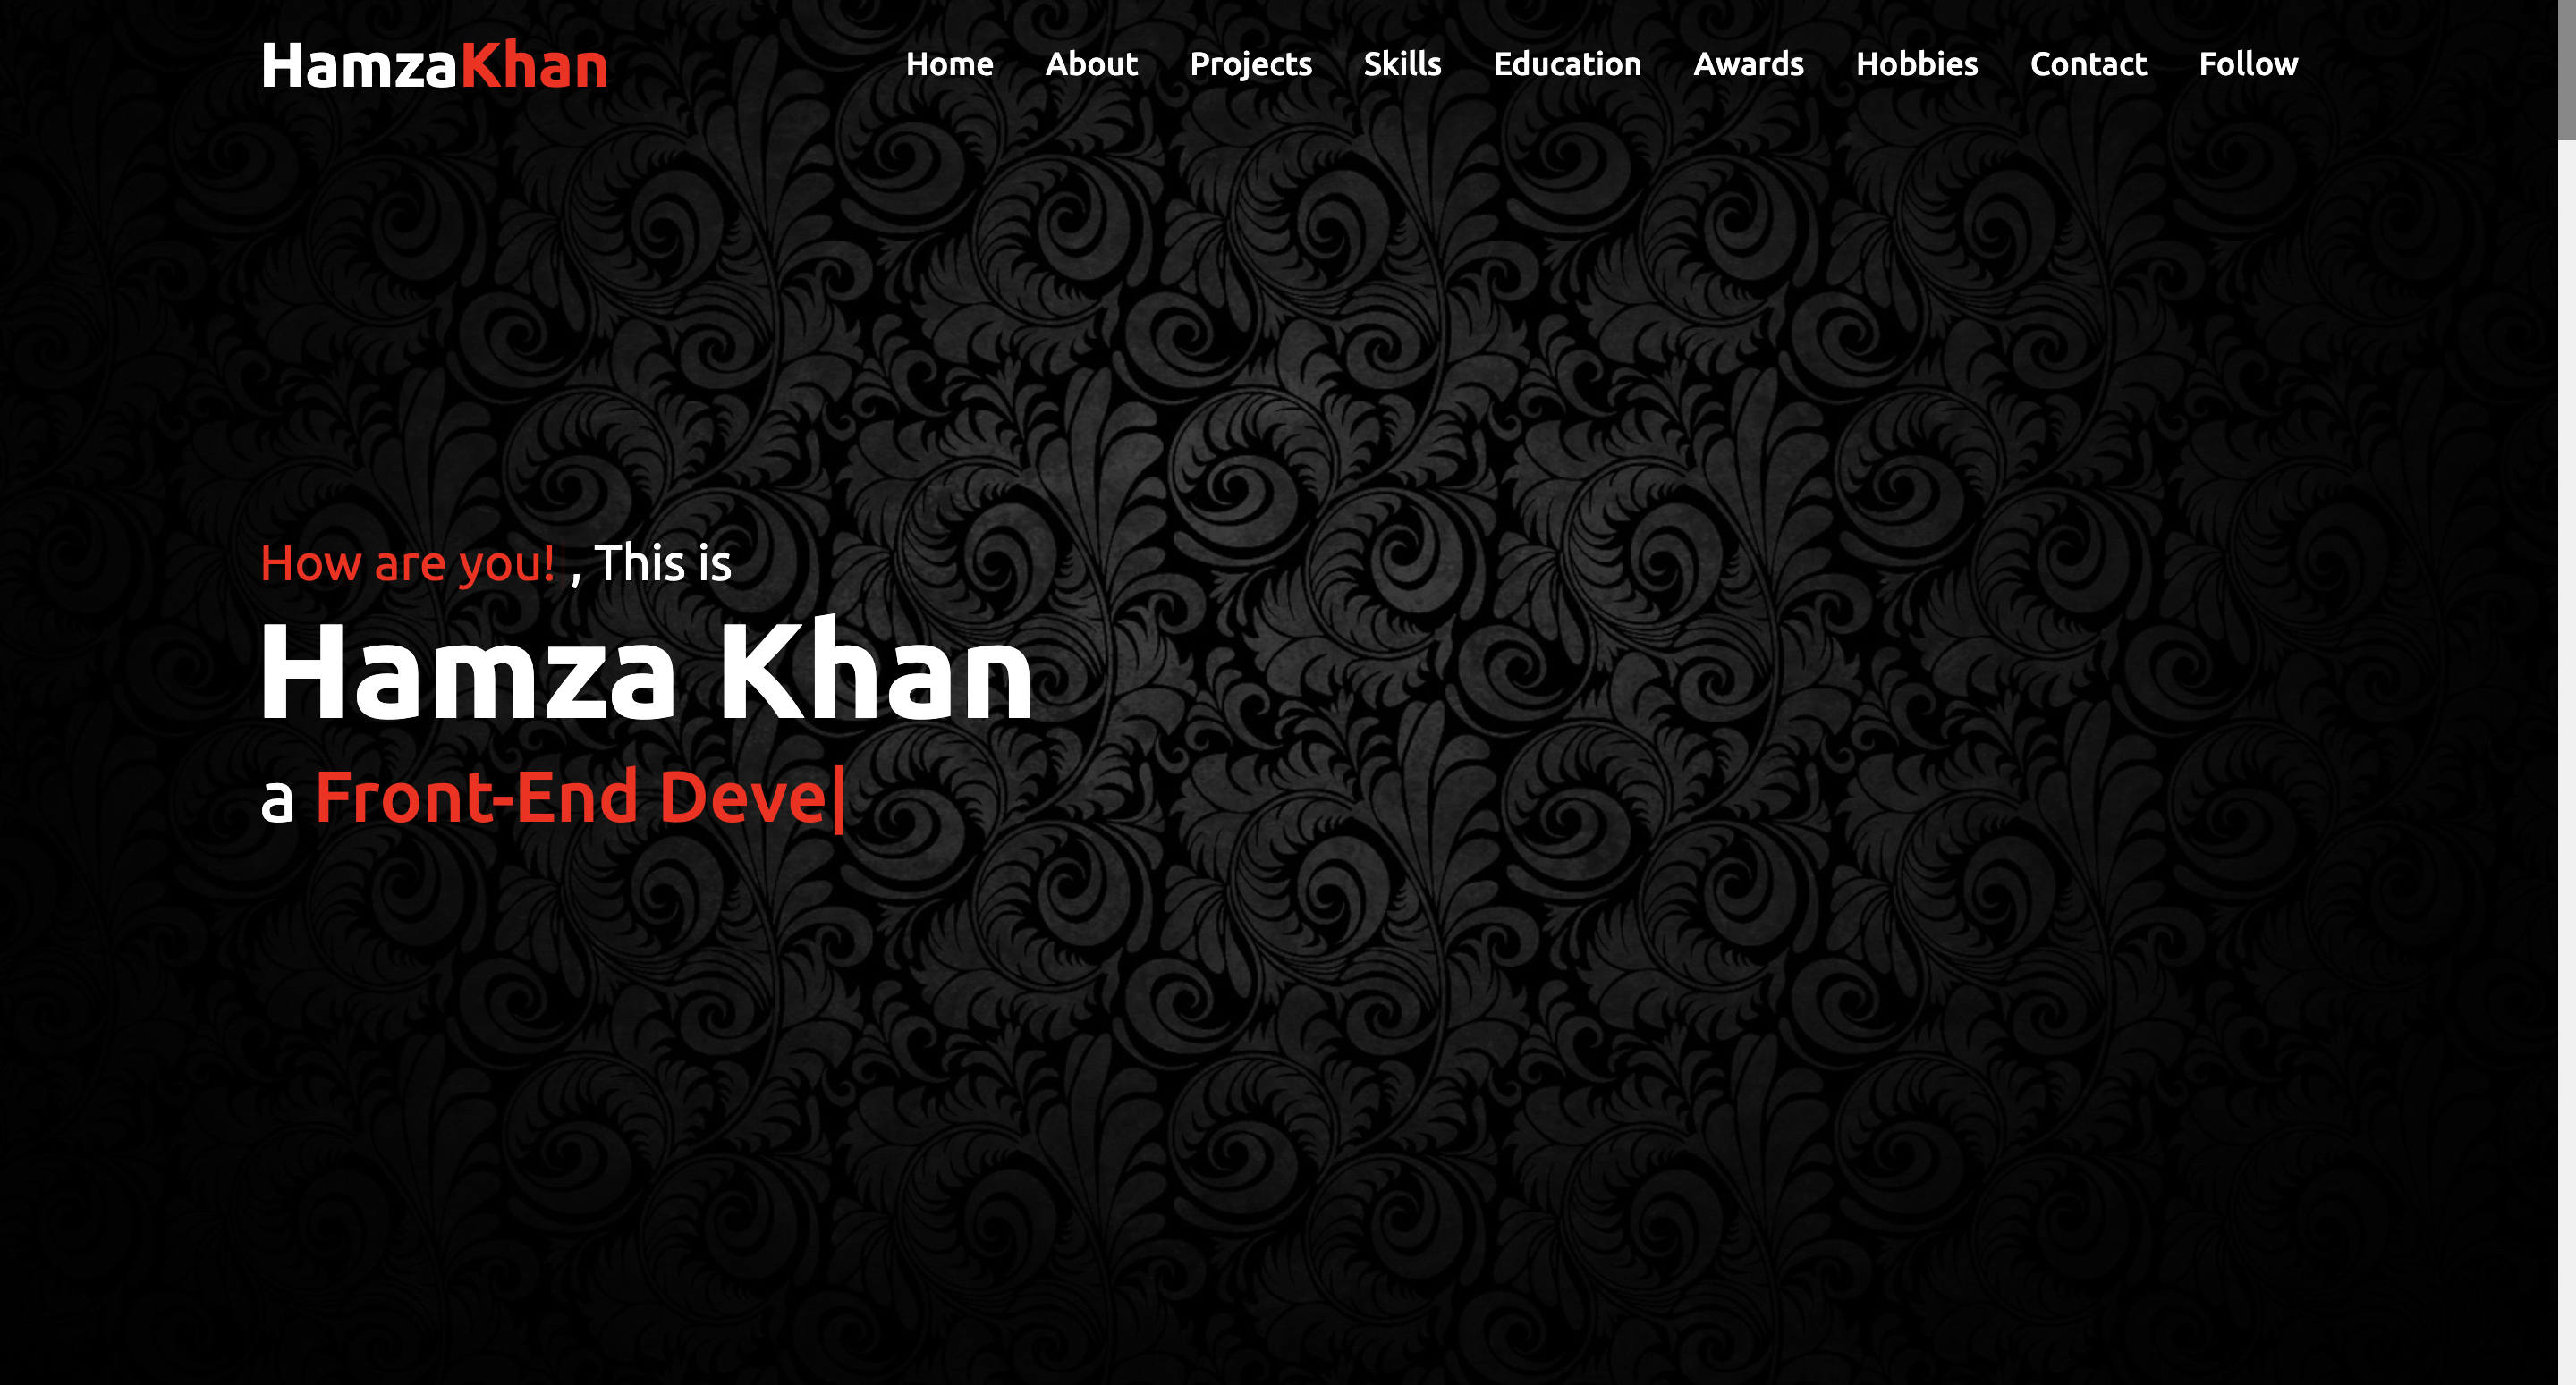 HamzaKhan
Home About Projects Skills Education Awards Hobbies Contact Follow
How are you! , This is
Hamza Khan
a Front-End Deve|